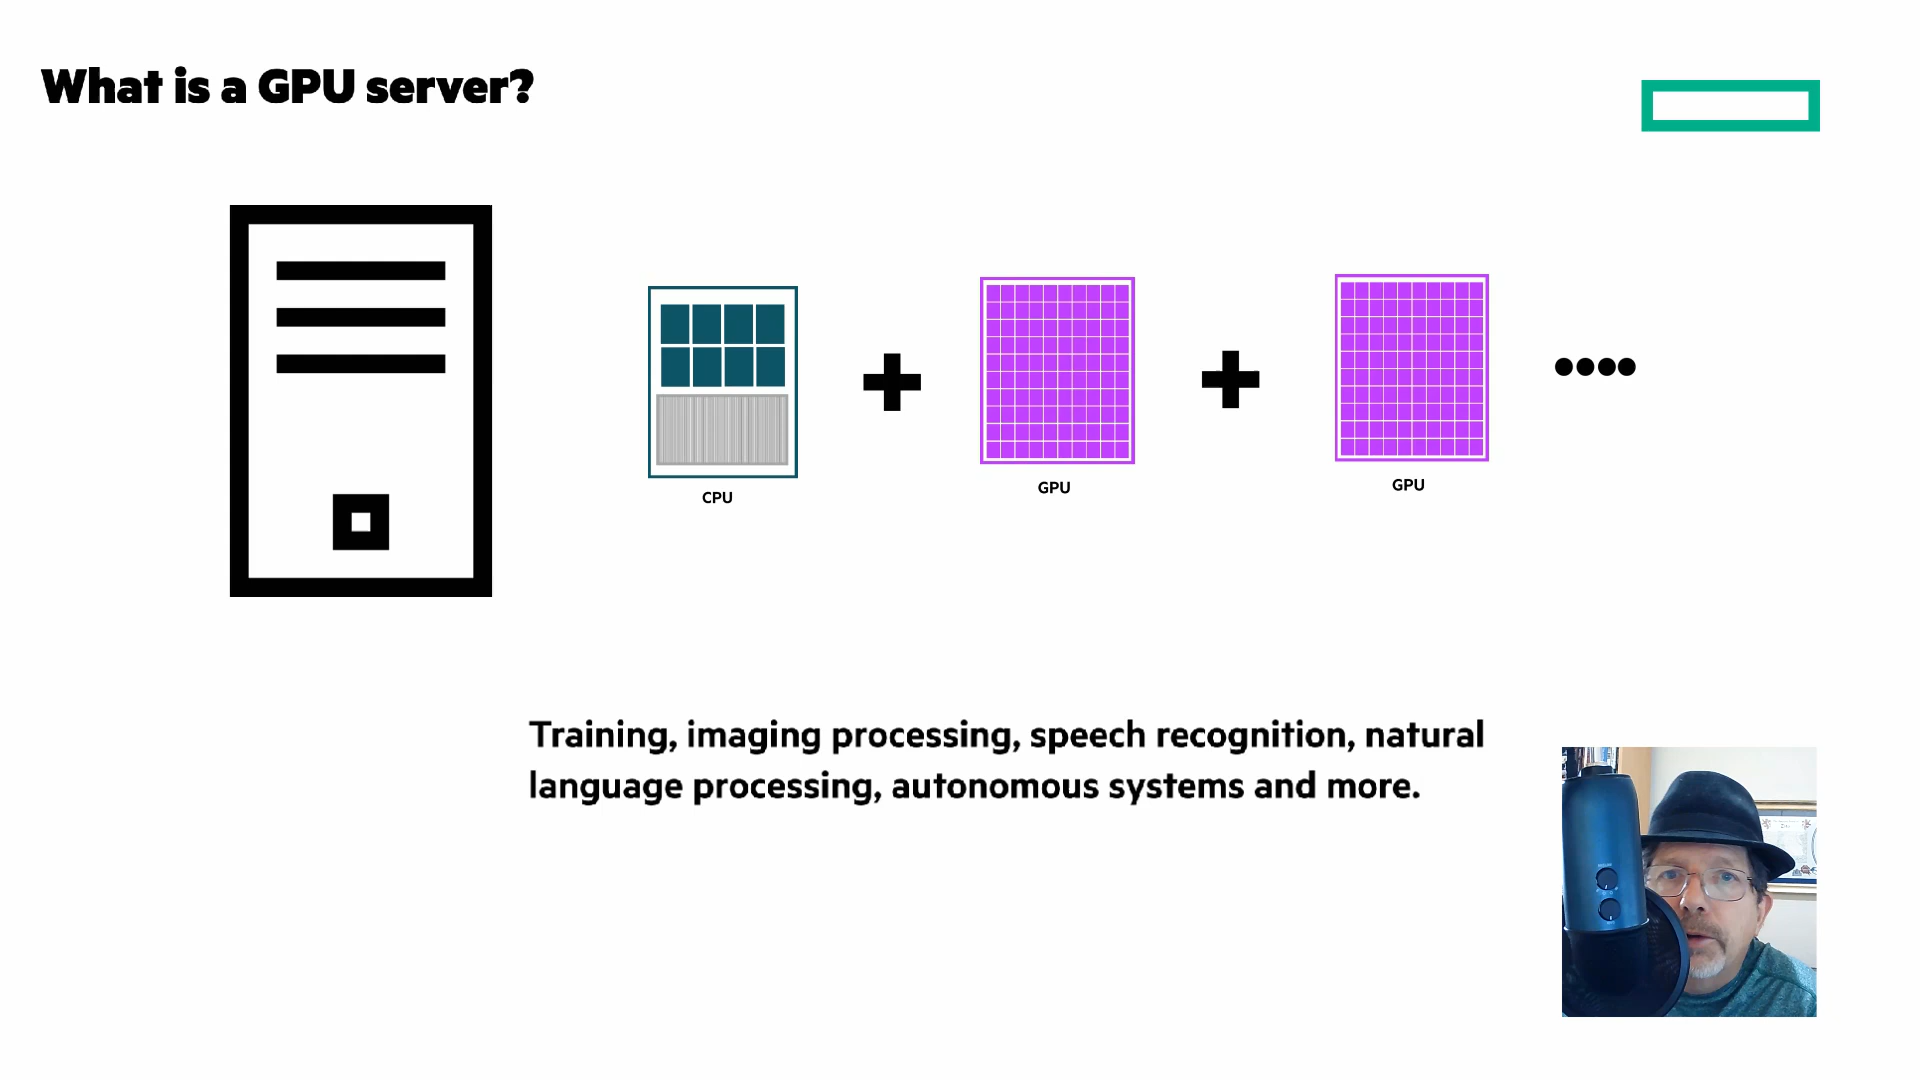 What is a GPU server?
CPU
GPU
GPU
Training, imaging processing, speech recognition, natural
language processing, autonomous systems and more.